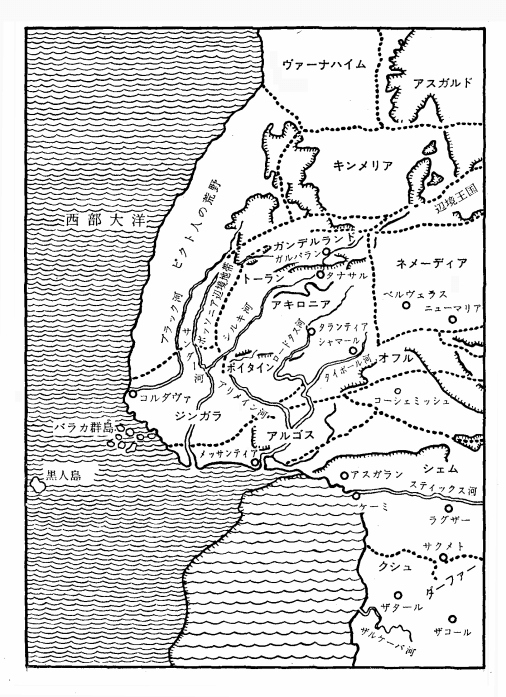 ヴァーナハイム
アスガルド
キンメリア
辺境王国
ピクト人の荒野
西部大洋
ガンデルランド
ガルパラン
トーラン
タナサル
ネメーディア
ボッソニア辺境地帯
アキロニア
ベルヴェラス
ニューマリア
ブラック河
サンダー河
シルキ河
タランティア
シャマール
ポイタイン
タイボール河
オフル
アリメイン河
コルダヴァ
コーシェミッシュ
ジンガラ
バラカ群島
アルゴス
メッサンティア
シェム
黒人島
アスガラン
スティックス河
ケーミ
ラグザー
サクメト
クシュ
ダーファー
ザタール
ザコール
ザルケーバ河